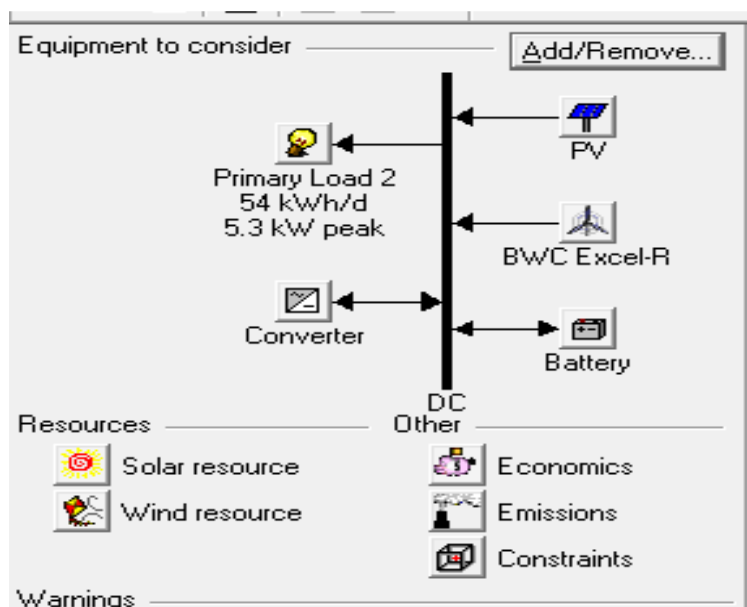 Equipment to consider
Add/Remove...
Primary Load 2
54 kWh/d
5.3 kW peak
PV
BWC Excel-R
Converter
Battery
DC
Resources
Other
Solar resource
Economics
Wind resource
Emissions
Constraints
Warnings